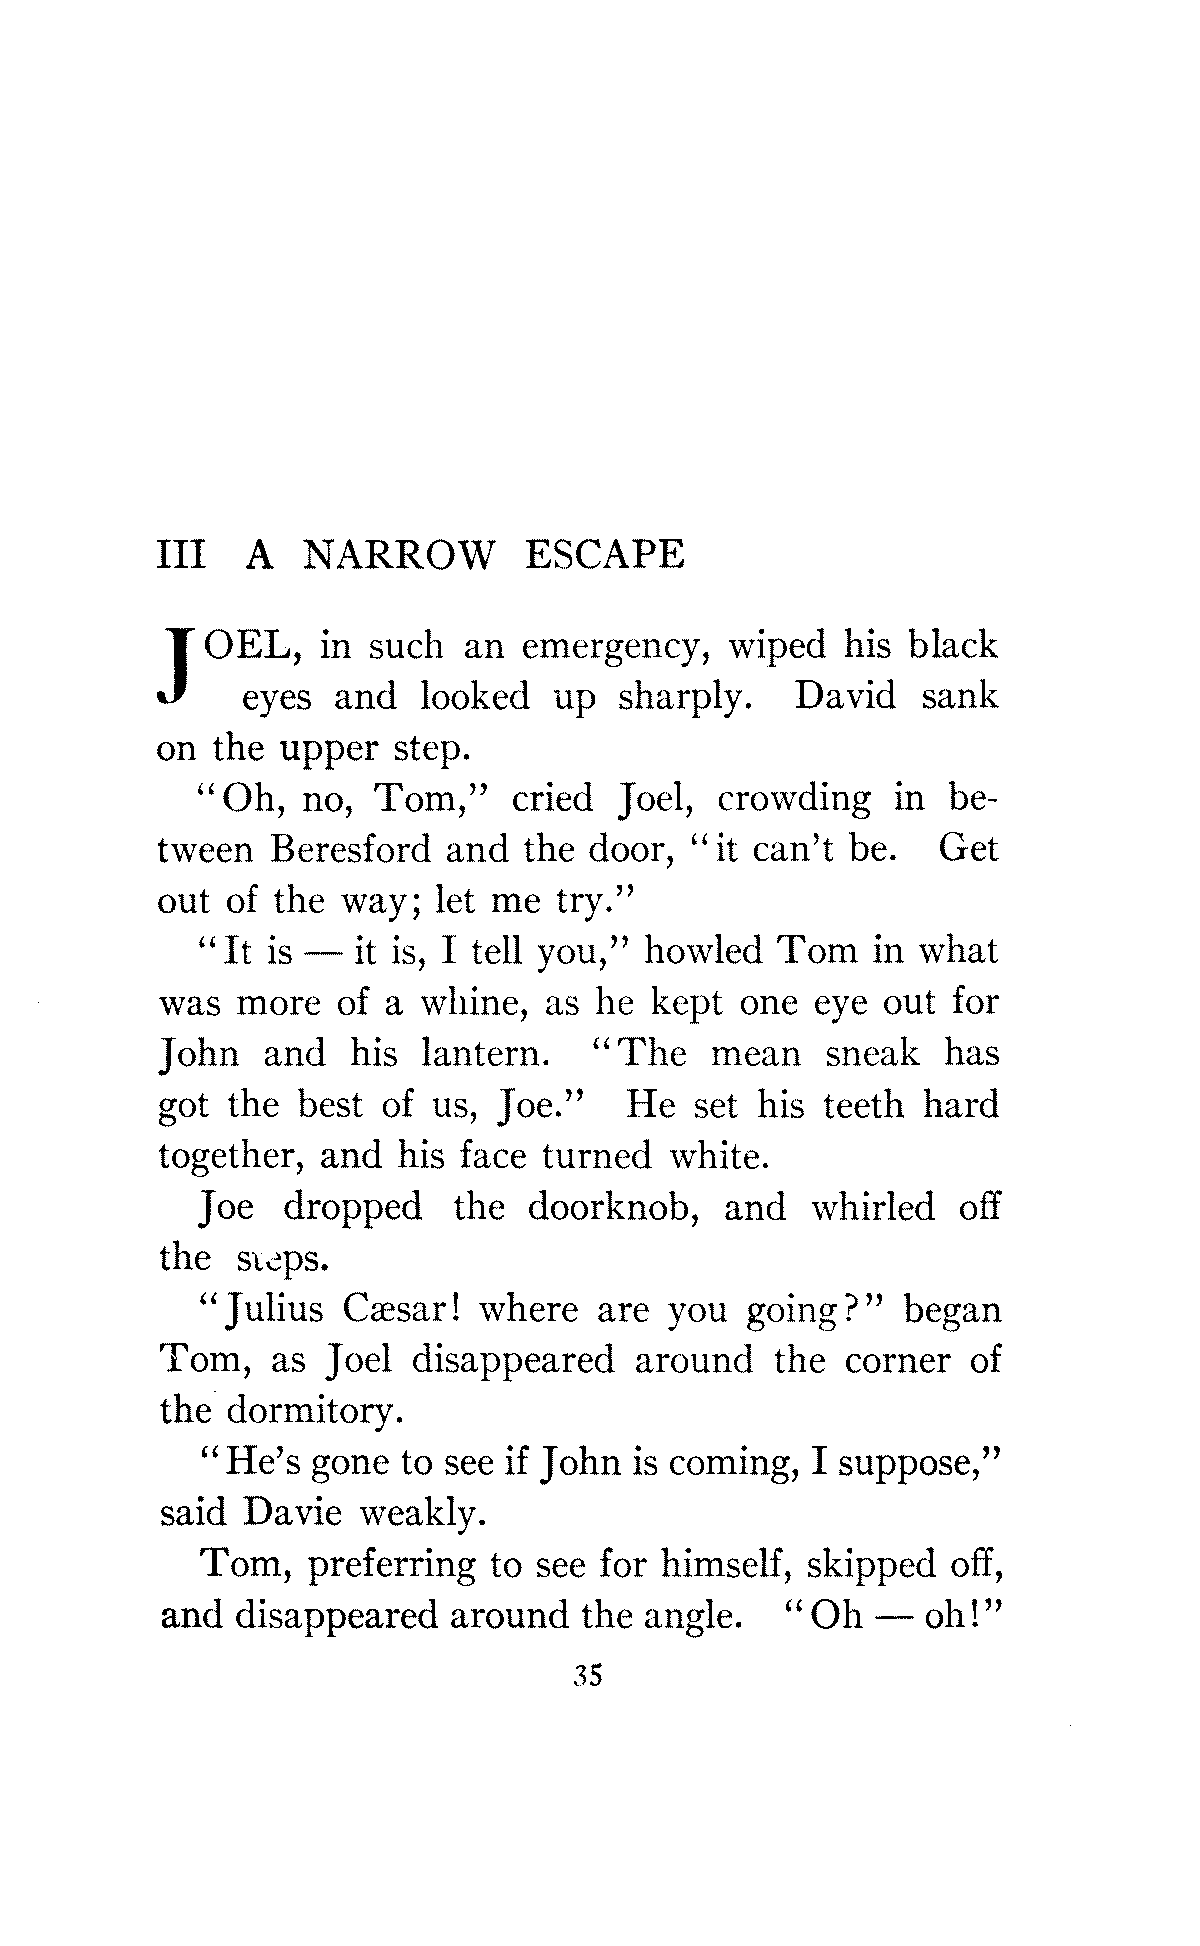 III A NARROW ESCAPE
JOEL, in such an emergency, wiped his black
eyes and looked up sharply. David sank
on the upper step.
"Oh, no, Tom," cried Joel, crowding in be-
tween Beresford and the door, "it can't be. Get
out of the way; let me try."
"It is — it is, I tell you," howled Tom in what
was more of a whine, as he kept one eye out for
John and his lantern. "The mean sneak has
got the best of us, Joe." He set his teeth hard
together, and his face turned white.
Joe dropped the doorknob, and whirled off
the steps.
"Julius Cæsar! where are you going?" began
Tom, as Joel disappeared around the corner of
the dormitory.
"He's gone to see if John is coming, I suppose,"
said Davie weakly.
Tom, preferring to see for himself, skipped off,
and disappeared around the angle. "Oh — oh!"
35